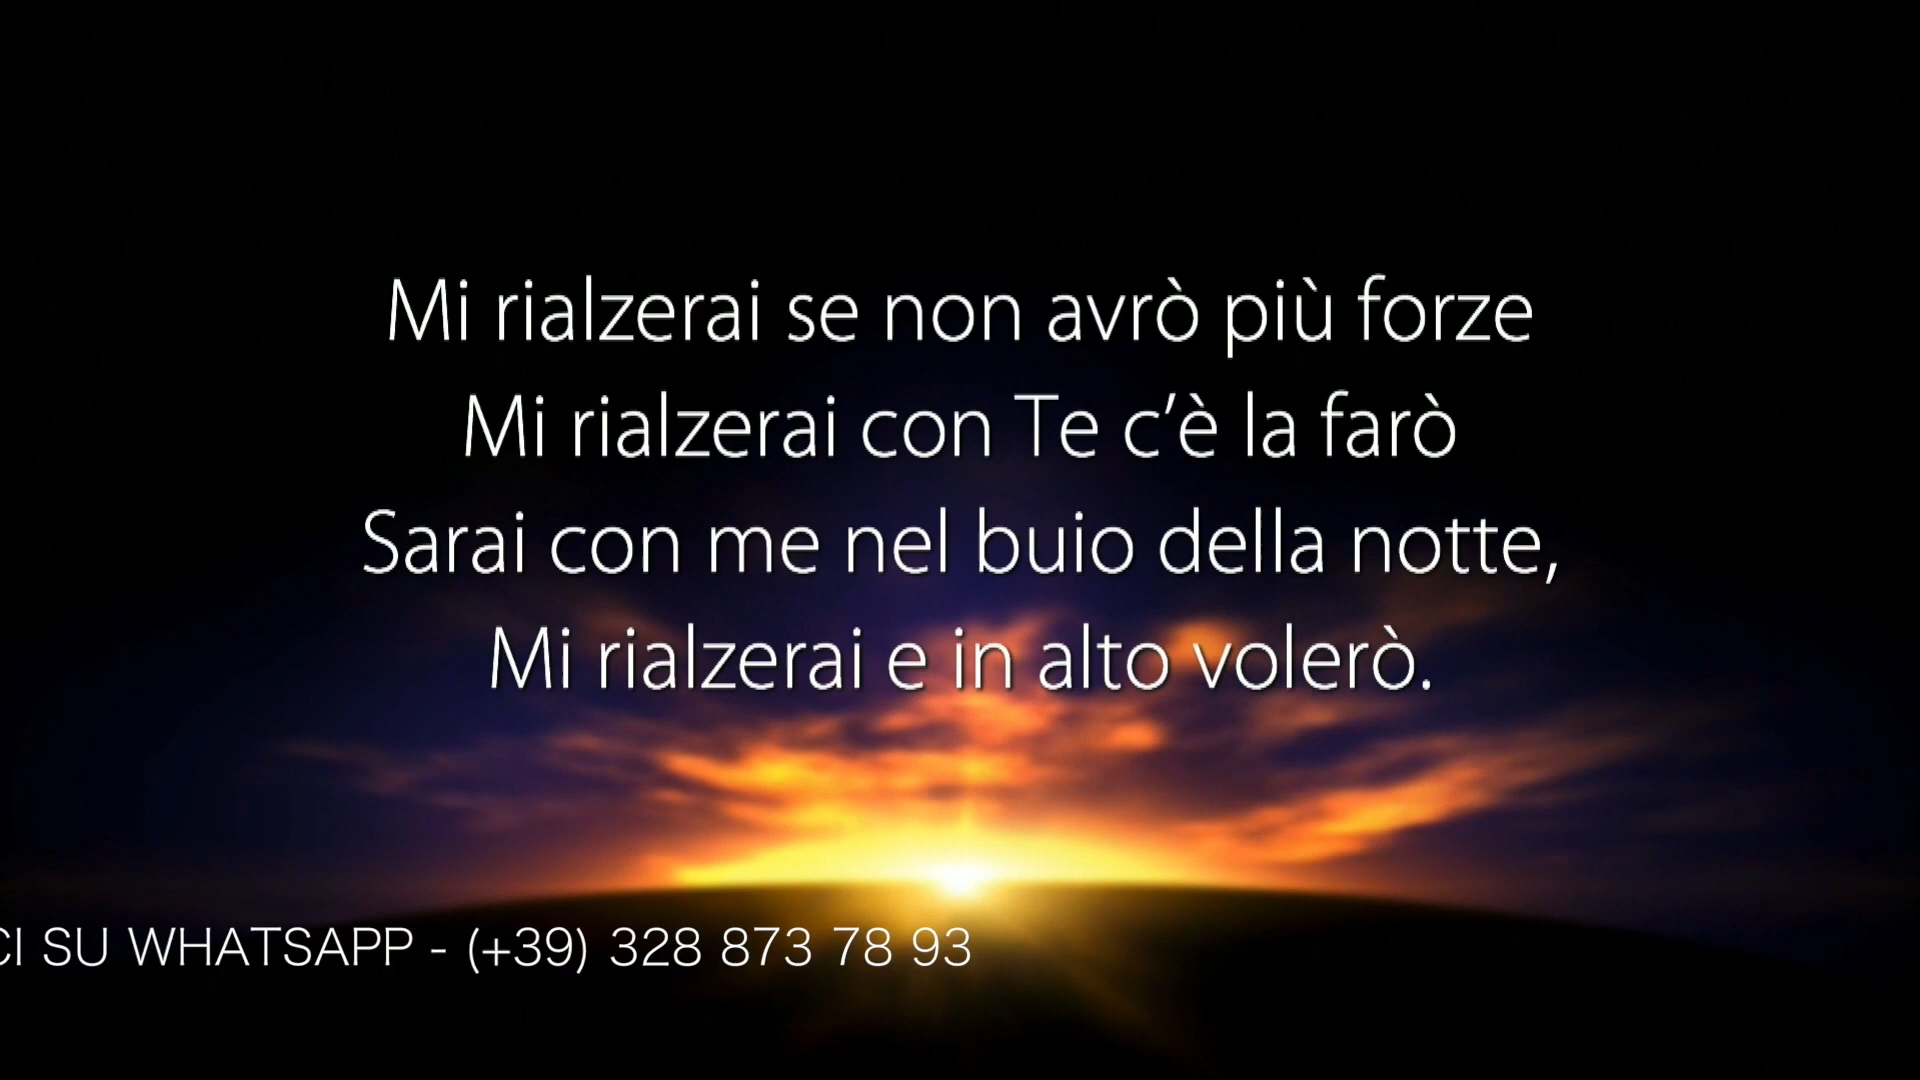 Mi rialzerai se non avrò più forze
Mi rialzerai con Te c’è la farò
Sarai con me nel buio della notte,
Mi rialzerai e in alto volerò.
CI SU WHATSAPP - (+39) 328 873 78 93